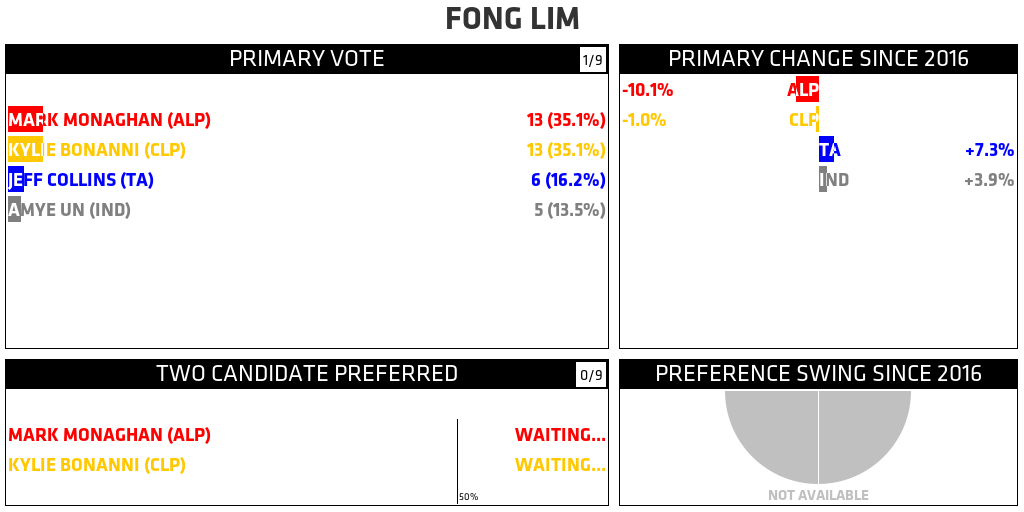 FONG LIM
PRIMARY VOTE 1/9
MARK MONAGHAN (ALP) 13 (35.1%)
KYLIE BONANNI (CLP) 13 (35.1%)
JEFF COLLINS (TA) 6 (16.2%)
AMYE UN (IND) 5 (13.5%)
PRIMARY CHANGE SINCE 2016
-10.1% ALP
-1.0% CLP
TA +7.3%
IND +3.9%
TWO CANDIDATE PREFERRED 0/9
MARK MONAGHAN (ALP) WAITING...
KYLIE BONANNI (CLP) WAITING...
50%
PREFERENCE SWING SINCE 2016
NOT AVAILABLE